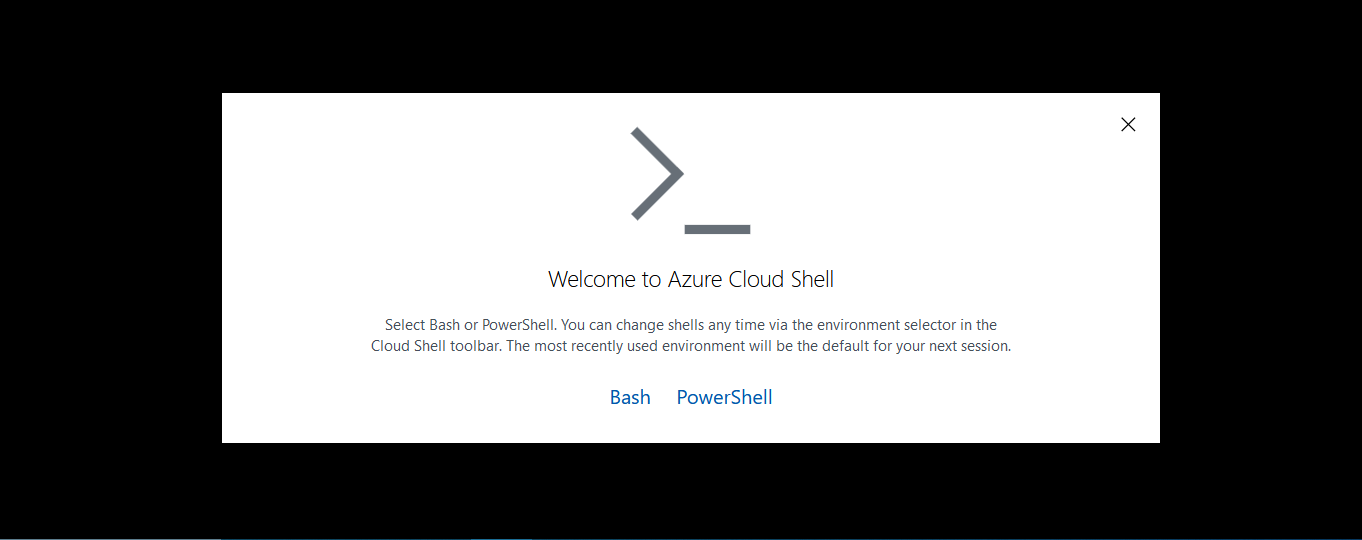 Welcome to Azure Cloud Shell
Select Bash or PowerShell. You can change shells any time via the environment selector in the
Cloud Shell toolbar. The most recently used environment will be the default for your next session.
Bash PowerShell